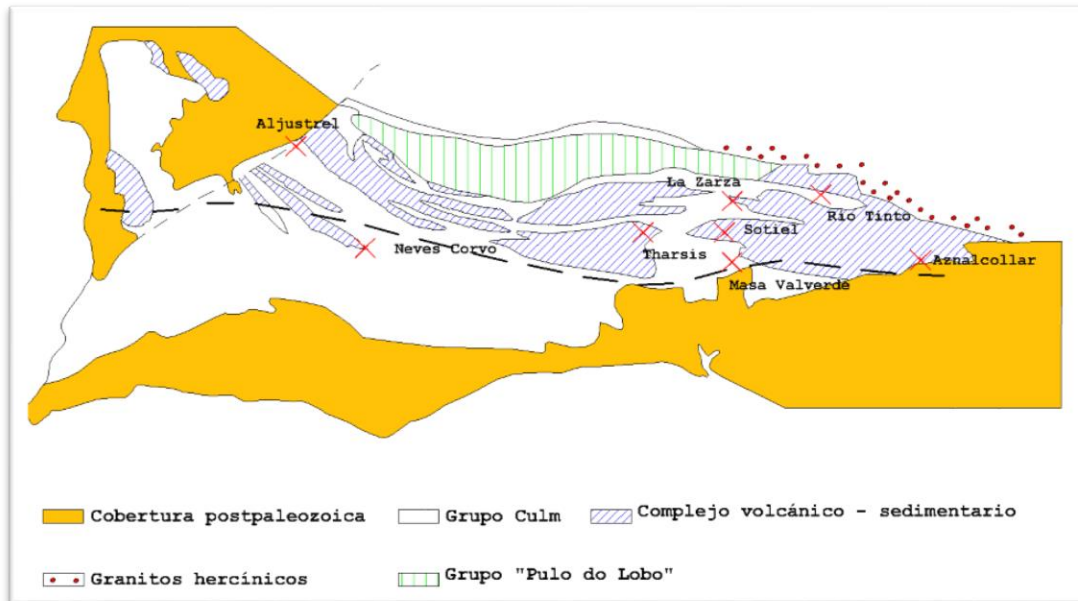 Aljustrel
La Zarza
Río Tinto
Sotiel
Neves Corvo
Tharsis
Aznalcollar
Masa Valverde
Cobertura postpaleozoica
Grupo Culm
Complejo volcánico - sedimentario
Granitos hercínicos
Grupo "Pulo do Lobo"